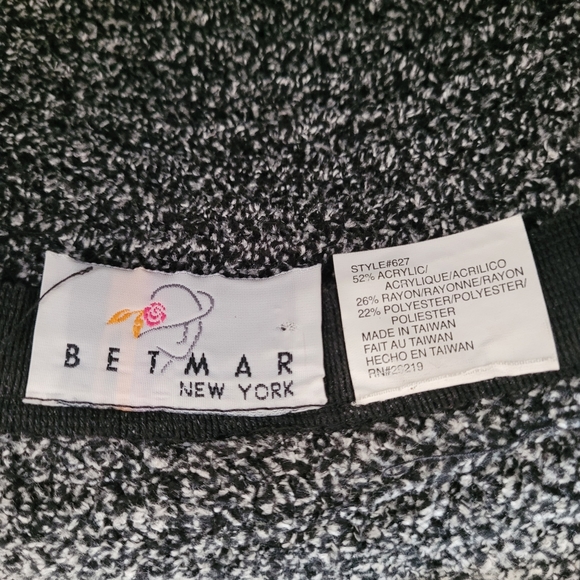 BETMAR
NEW YORK
STYLE#627
52% ACRYLIC/
ACRYLIQUE/ACRILICO
26% RAYON/RAYONNE/RAYON
22% POLYESTER/POLYESTER/
POLIESTER
MADE IN TAIWAN
FAIT AU TAIWAN
HECHO EN TAIWAN